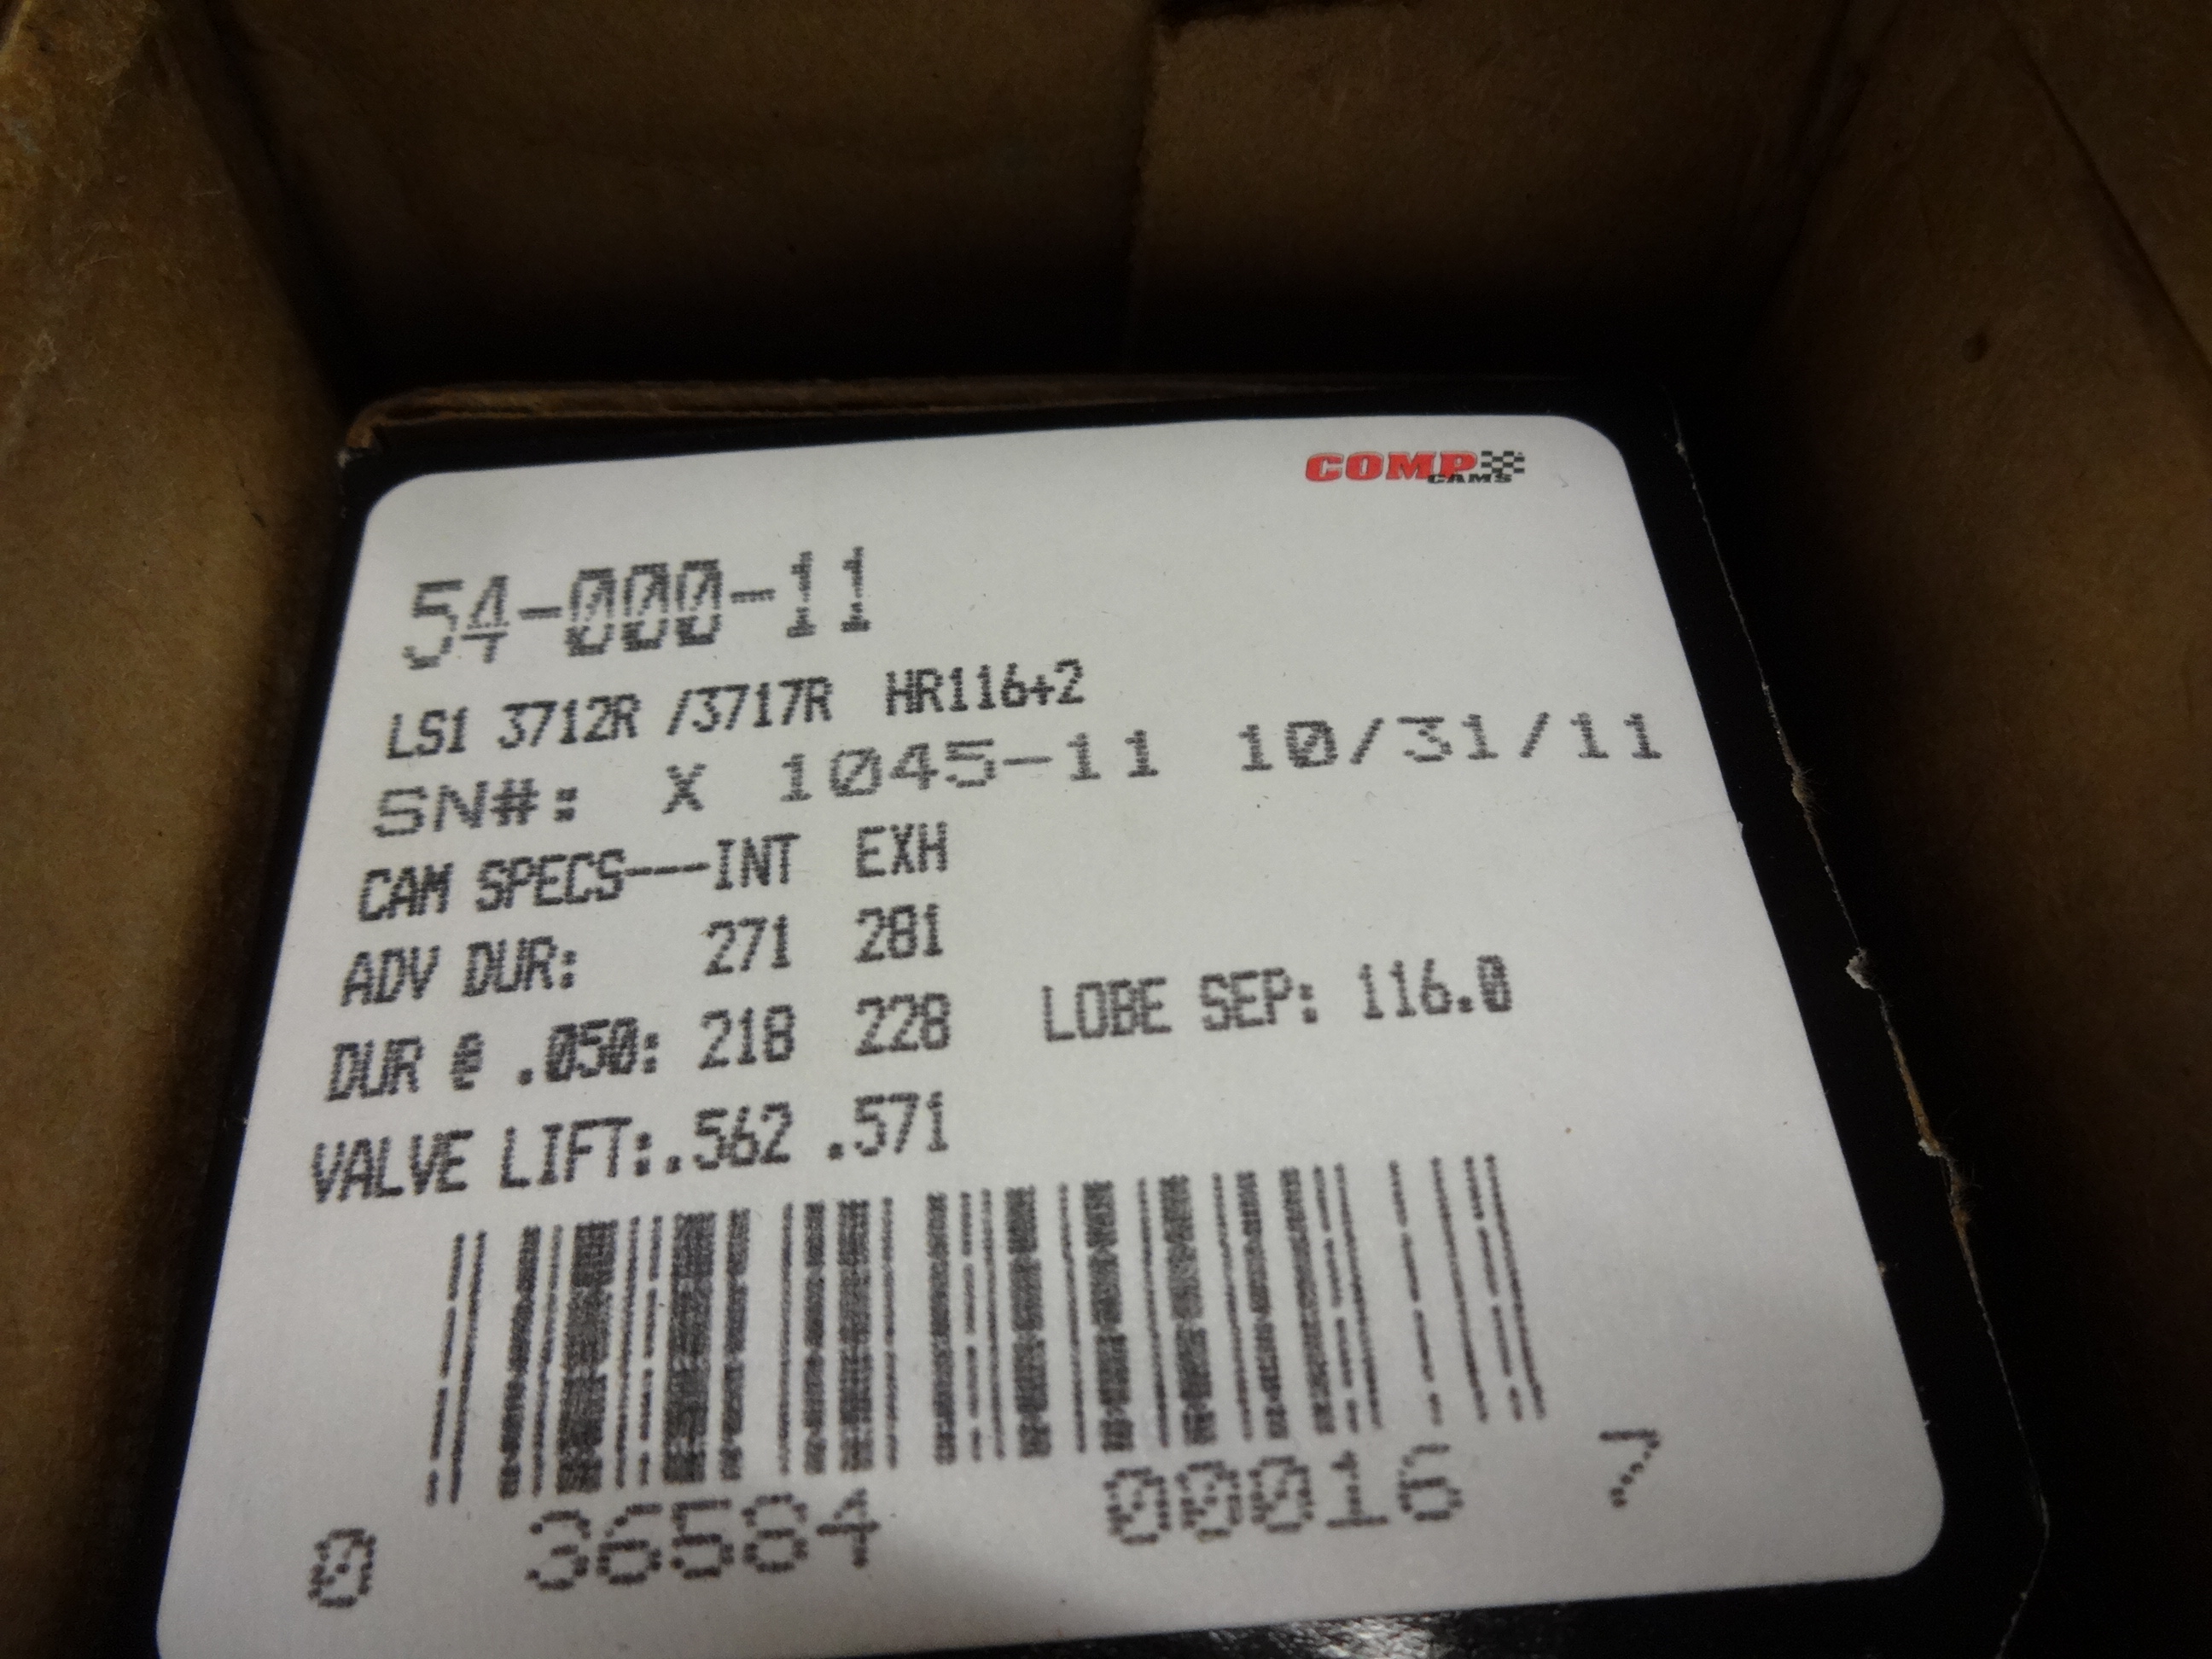 COMP
CAMS
54-000-11
LS1 3712R /3717R HR116+2
SN#: X 1045-11 10/31/11
CAM SPECS---INT EXH
ADV DUR: 271 281
DUR @ .050: 218 228 LOBE SEP: 116.0
VALVE LIFT:.562 .571
0 36584 00016 7